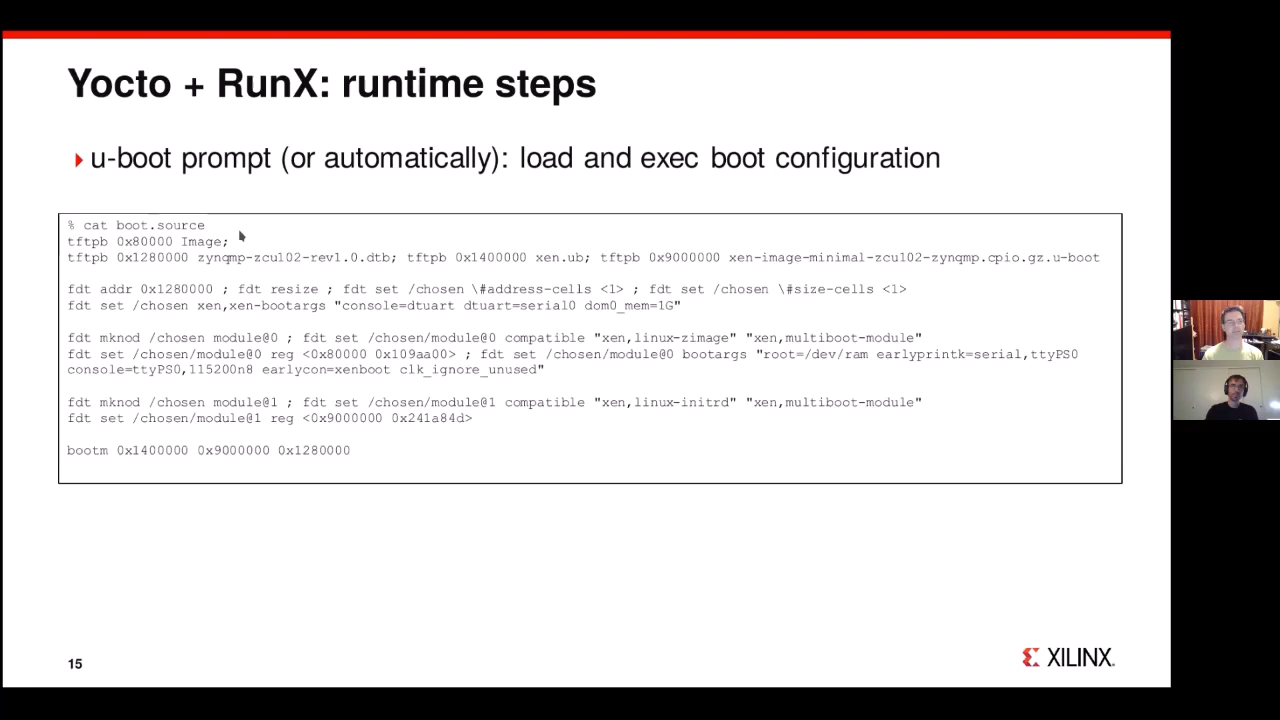 Yocto + RunX: runtime steps
u-boot prompt (or automatically): load and exec boot configuration
% cat boot.source
tftpb 0x80000 Image;
tftpb 0x1280000 zynqmp-zcu102-rev1.0.dtb; tftpb 0x1400000 xen.ub; tftpb 0x9000000 xen-image-minimal-zcu102-zynqmp.cpio.gz.u-boot
fdt addr 0x1280000 ; fdt resize ; fdt set /chosen \#address-cells <1> ; fdt set /chosen \#size-cells <1>
fdt set /chosen xen,xen-bootargs "console=dtuart dtuart=serial0 dom0_mem=1G"
fdt mknod /chosen module@0 ; fdt set /chosen/module@0 compatible "xen,linux-zimage" "xen,multiboot-module"
fdt set /chosen/module@0 reg <0x80000 0x109aa00> ; fdt set /chosen/module@0 bootargs "root=/dev/ram earlyprintk=serial,ttyPS0
console=ttyPS0,115200n8 earlycon=xenboot clk_ignore_unused"
fdt mknod /chosen module@1 ; fdt set /chosen/module@1 compatible "xen,linux-initrd" "xen,multiboot-module"
fdt set /chosen/module@1 reg <0x9000000 0x241a84d>
bootm 0x1400000 0x9000000 0x1280000
15
XILINX.